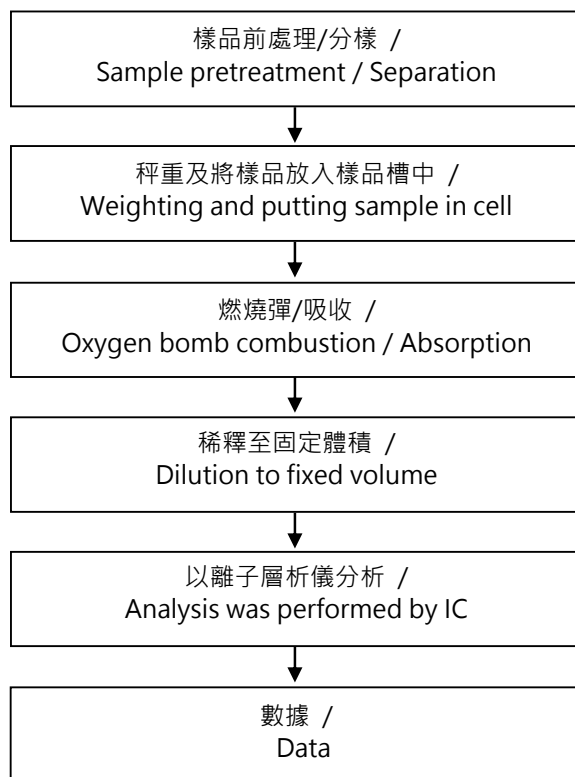 樣品前處理/分樣 /
Sample pretreatment / Separation
秤重及將樣品放入樣品槽中 /
Weighting and putting sample in cell
燃燒彈/吸收 /
Oxygen bomb combustion / Absorption
稀釋至固定體積 /
Dilution to fixed volume
以離子層析儀分析 /
Analysis was performed by IC
數據 /
Data